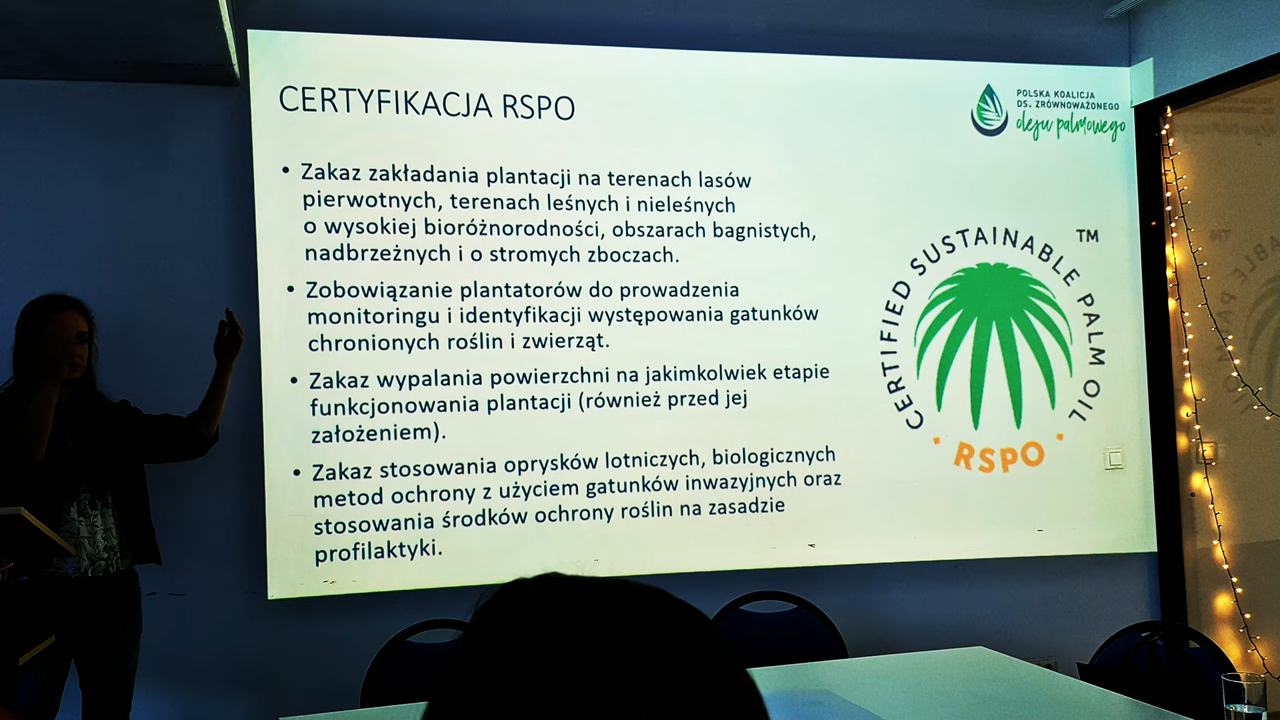 CERTYFIKACJA RSPO
POLSKA KOALICJA
DS. ZRÓWNOWAŻONEGO
oleju palmowego
• Zakaz zakładania plantacji na terenach lasów
pierwotnych, terenach leśnych i nieleśnych
o wysokiej bioróżnorodności, obszarach bagnistych,
nadbrzeżnych i o stromych zboczach.
• Zobowiązanie plantatorów do prowadzenia
monitoringu i identyfikacji występowania gatunków
chronionych roślin i zwierząt.
• Zakaz wypalania powierzchni na jakimkolwiek etapie
funkcjonowania plantacji (również przed jej
założeniem).
• Zakaz stosowania oprysków lotniczych, biologicznych
metod ochrony z użyciem gatunków inwazyjnych oraz
stosowania środków ochrony roślin na zasadzie
profilaktyki.
CERTIFIED SUSTAINABLE PALM OIL
TM
RSPO